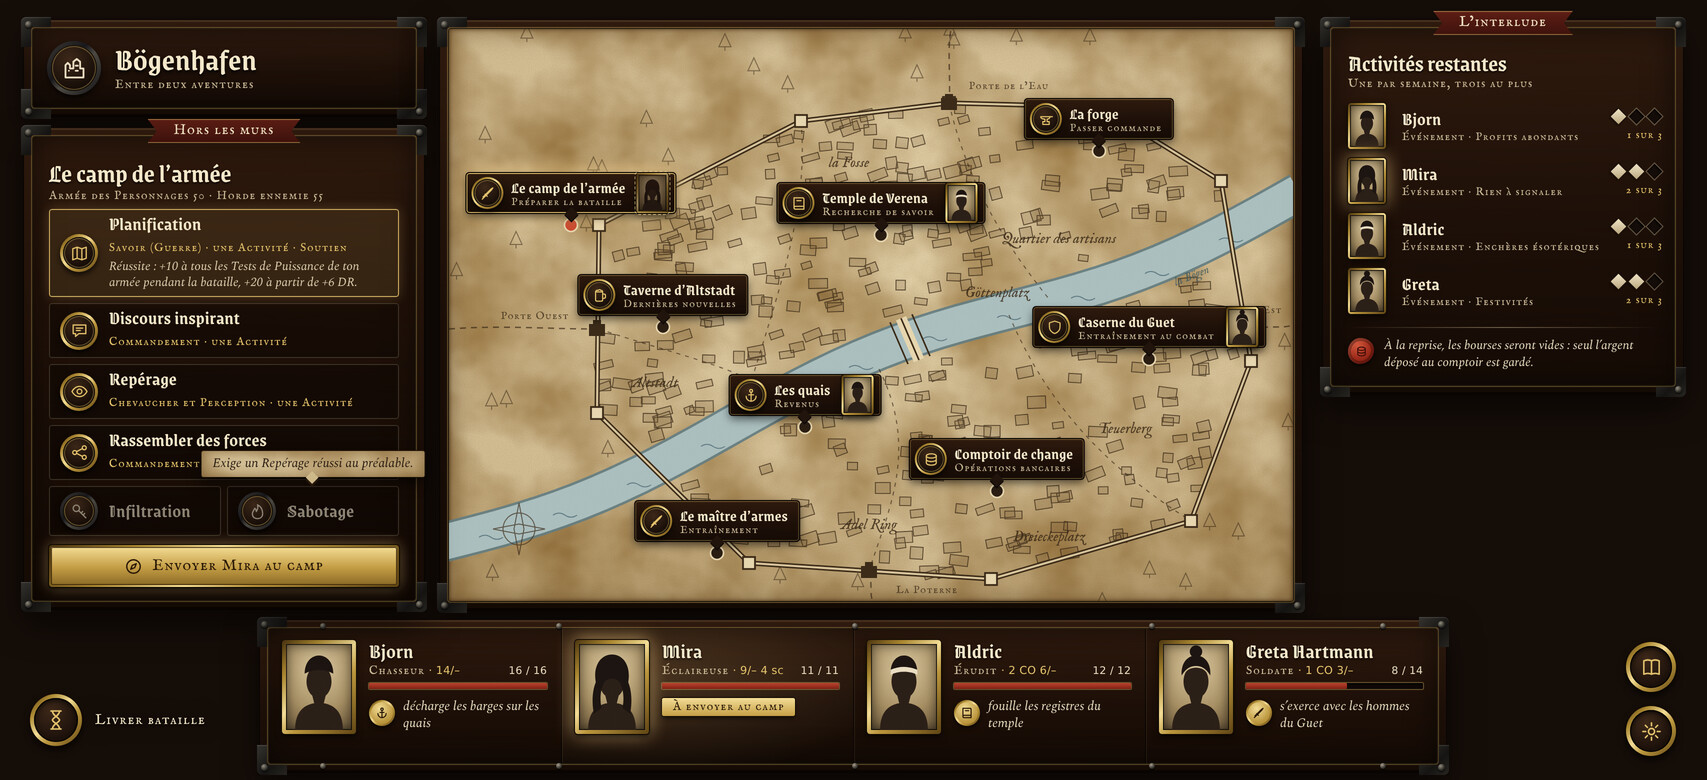 Bögenhafen
Entre deux aventures
Hors les murs
Le camp de l'armée
Armée des Personnages 50 · Horde ennemie 55
Planification
Savoir (Guerre) · une Activité · Soutien
Réussite : +10 à tous les Tests de Puissance de ton
armée pendant la bataille, +20 à partir de +6 DR.
Discours inspirant
Commandement · une Activité
Repérage
Chevaucher et Perception · une Activité
Rassembler des forces
Commandement
Exige un Repérage réussi au préalable.
Infiltration
Sabotage
Envoyer Mira au camp
Porte de l'Eau
La forge
Passer commande
la Fosse
Le camp de l'armée
Préparer la bataille
Temple de Verena
Recherche de savoir
Quartier des artisans
Taverne d'Altstadt
Dernières nouvelles
Göttenplatz
Porte Ouest
Caserne du Guet
Entraînement au combat
Est
Altstadt
Les quais
Revenus
Feuerberg
Comptoir de change
Opérations bancaires
Le maître d'armes
Entraînement
Adel Ring
Dreieckeplatz
La Poterne
L'interlude
Activités restantes
Une par semaine, trois au plus
Bjorn
Événement · Profits abondants
1 sur 3
Mira
Événement · Rien à signaler
2 sur 3
Aldric
Événement · Enchères ésotériques
1 sur 3
Greta
Événement · Festivités
2 sur 3
À la reprise, les bourses seront vides : seul l'argent
déposé au comptoir est gardé.
Livrer bataille
Bjorn
Chasseur · 14/–
16 / 16
décharge les barges sur les
quais
Mira
Éclaireuse · 9/– 4 sc
11 / 11
À envoyer au camp
Aldric
Érudit · 2 CO 6/–
12 / 12
fouille les registres du
temple
Greta Hartmann
Soldate · 1 CO 3/–
8 / 14
s'exerce avec les hommes
du Guet